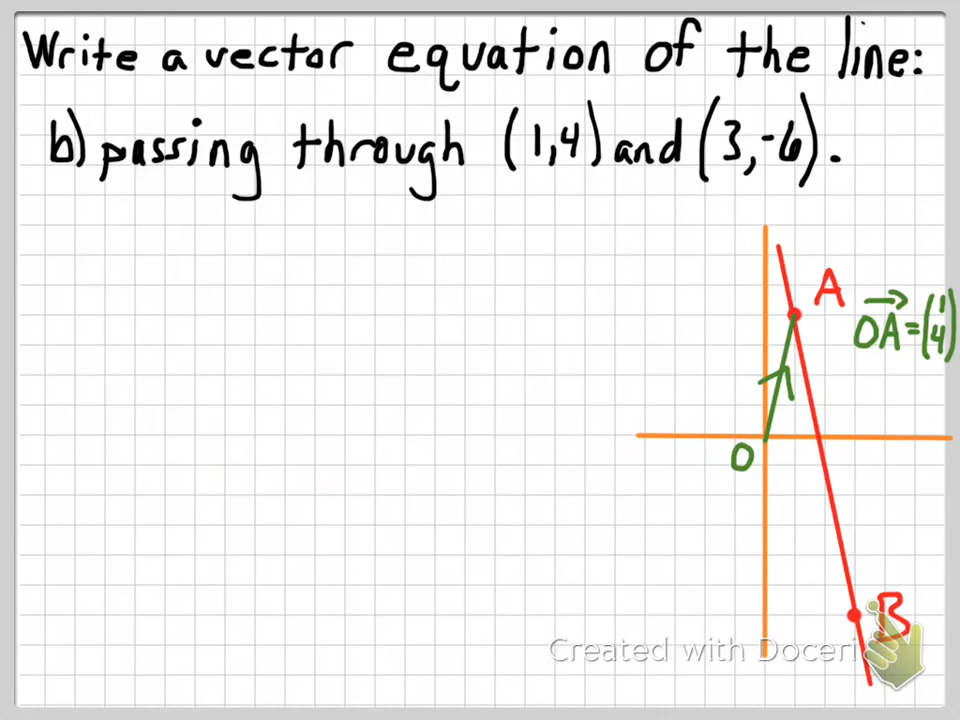 Write a vector equation of the line:
b) passing through (1,4) and (3,-6).
A
OA = (1 4)
O
B
Created with Doceri